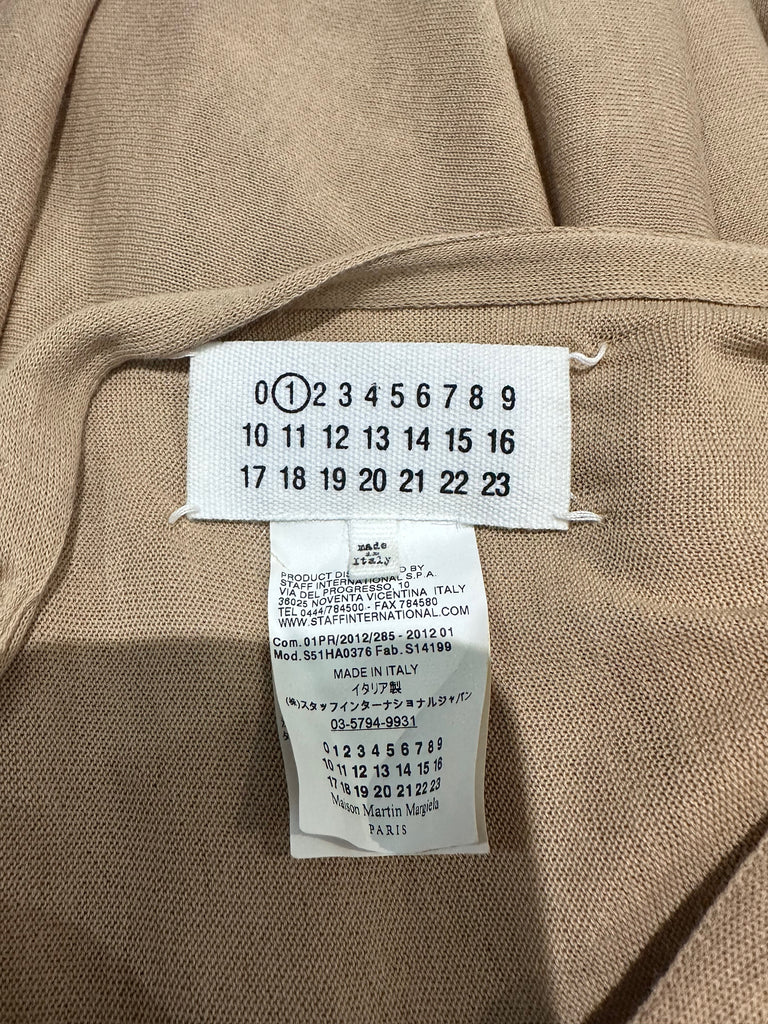 0 1 2 3 4 5 6 7 8 9
10 11 12 13 14 15 16
17 18 19 20 21 22 23
made
in
Italy
PRODUCT BY
STAFF INTERNATIONAL S.P.A.
VIA DEL PROGRESSO, 10
36025 NOVENTA VICENTINA ITALY
TEL 0444/784500 - FAX 784580
WWW.STAFFINTERNATIONAL.COM
Com.01PR/2012/285 - 2012 01
Mod.S51HA0376 Fab.S14199
MADE IN ITALY
イタリア製
(株)スタッフインターナショナルジャパン
03-5794-9931
0 1 2 3 4 5 6 7 8 9
10 11 12 13 14 15 16
17 18 19 20 21 22 23
Maison Martin Margiela
PARIS